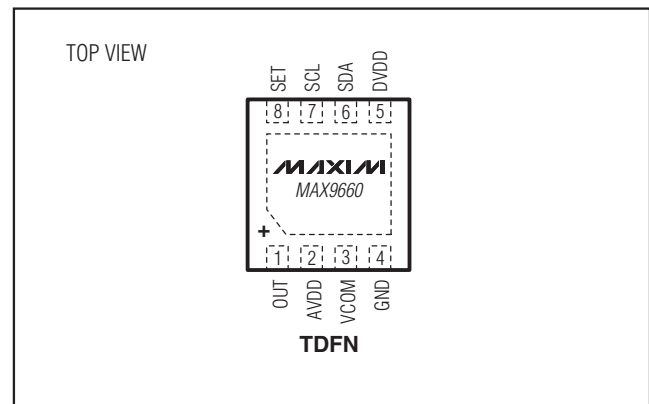 TOP VIEW
SET SCL SDA DVDD
8 7 6 5
MAXIM
MAX9660
+
1 2 3 4
OUT AVDD VCOM GND
TDFN